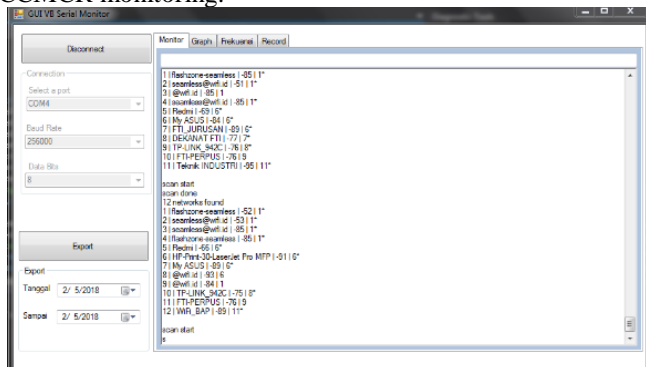 GUI VB Serial Monitor
Disconnect
Connection
Select a port
COM4
Baud Rate
256000
Data Bits
8
Export
Export
Tanggal 2/ 5/2018
Sampai 2/ 5/2018
Monitor Graph Frekuensi Record
1 | flashzone-seamless | -85 | 1*
2 | seamless@wifi.id | -51 | 1*
3 | @wifi.id | -85 | 1
4 | seamless@wifi.id | -85 | 1*
5 | Redmi | -69 | 6*
6 | My ASUS | -84 | 6*
7 | FTI_JURUSAN | -89 | 6*
8 | DEKANAT FTI | -77 | 7*
9 | TP-LINK_942C | -76 | 8*
10 | FTI-PERPUS | -76 | 9
11 | Teknik INDUSTRI | -95 | 11*
scan start
scan done
12 networks found
1 | flashzone-seamless | -52 | 1*
2 | seamless@wifi.id | -53 | 1*
3 | seamless@wifi.id | -85 | 1*
4 | flashzone-seamless | -85 | 1*
5 | Redmi | -66 | 6*
6 | HP-Print-30-LaserJet Pro MFP | -91 | 6*
7 | My ASUS | -89 | 6*
8 | @wifi.id | -93 | 6
9 | @wifi.id | -84 | 1
10 | TP-LINK_942C | -75 | 8*
11 | FTI-PERPUS | -76 | 9
12 | WiFi_BAP | -89 | 11*
scan start
s